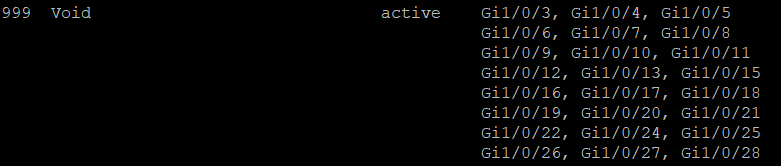 999  Void                             active    Gi1/0/3, Gi1/0/4, Gi1/0/5
                                                Gi1/0/6, Gi1/0/7, Gi1/0/8
                                                Gi1/0/9, Gi1/0/10, Gi1/0/11
                                                Gi1/0/12, Gi1/0/13, Gi1/0/15
                                                Gi1/0/16, Gi1/0/17, Gi1/0/18
                                                Gi1/0/19, Gi1/0/20, Gi1/0/21
                                                Gi1/0/22, Gi1/0/24, Gi1/0/25
                                                Gi1/0/26, Gi1/0/27, Gi1/0/28